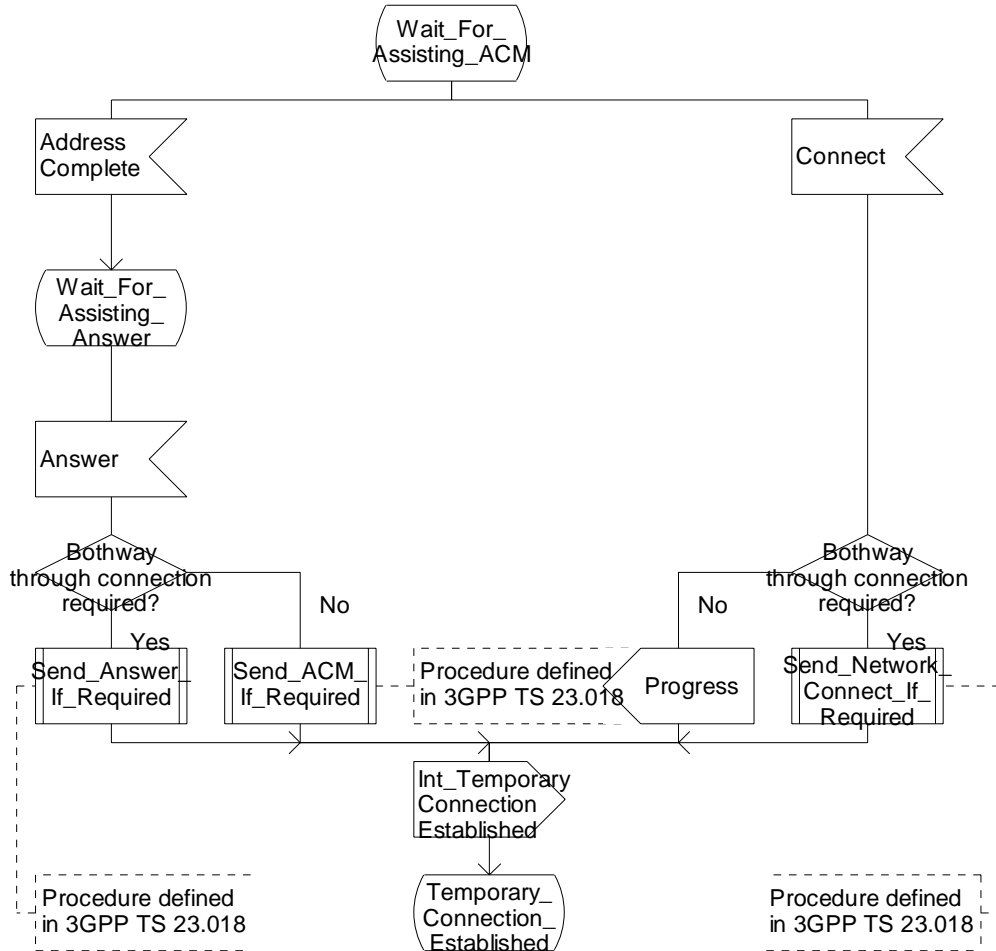 Wait_For_
Assisting_ACM
Address
Complete
Connect
Wait_For_
Assisting_
Answer
Answer
Bothway
through connection
required?
Bothway
through connection
required?
No
No
Yes
Yes
Send_Answer_
If_Required
Send_ACM_
If_Required
Procedure defined
in 3GPP TS 23.018
Progress
Send_Network_
Connect_If_
Required
Int_Temporary
Connection
Established
Procedure defined
in 3GPP TS 23.018
Temporary_
Connection_
Established
Procedure defined
in 3GPP TS 23.018